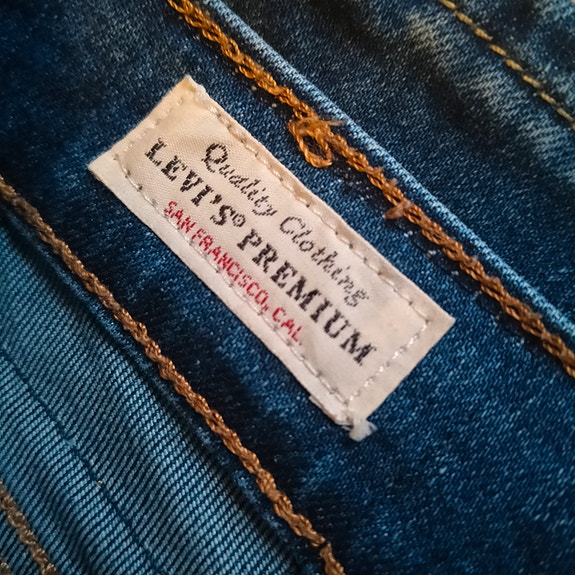 Quality Clothing
LEVI'S® PREMIUM
SAN FRANCISCO, CAL